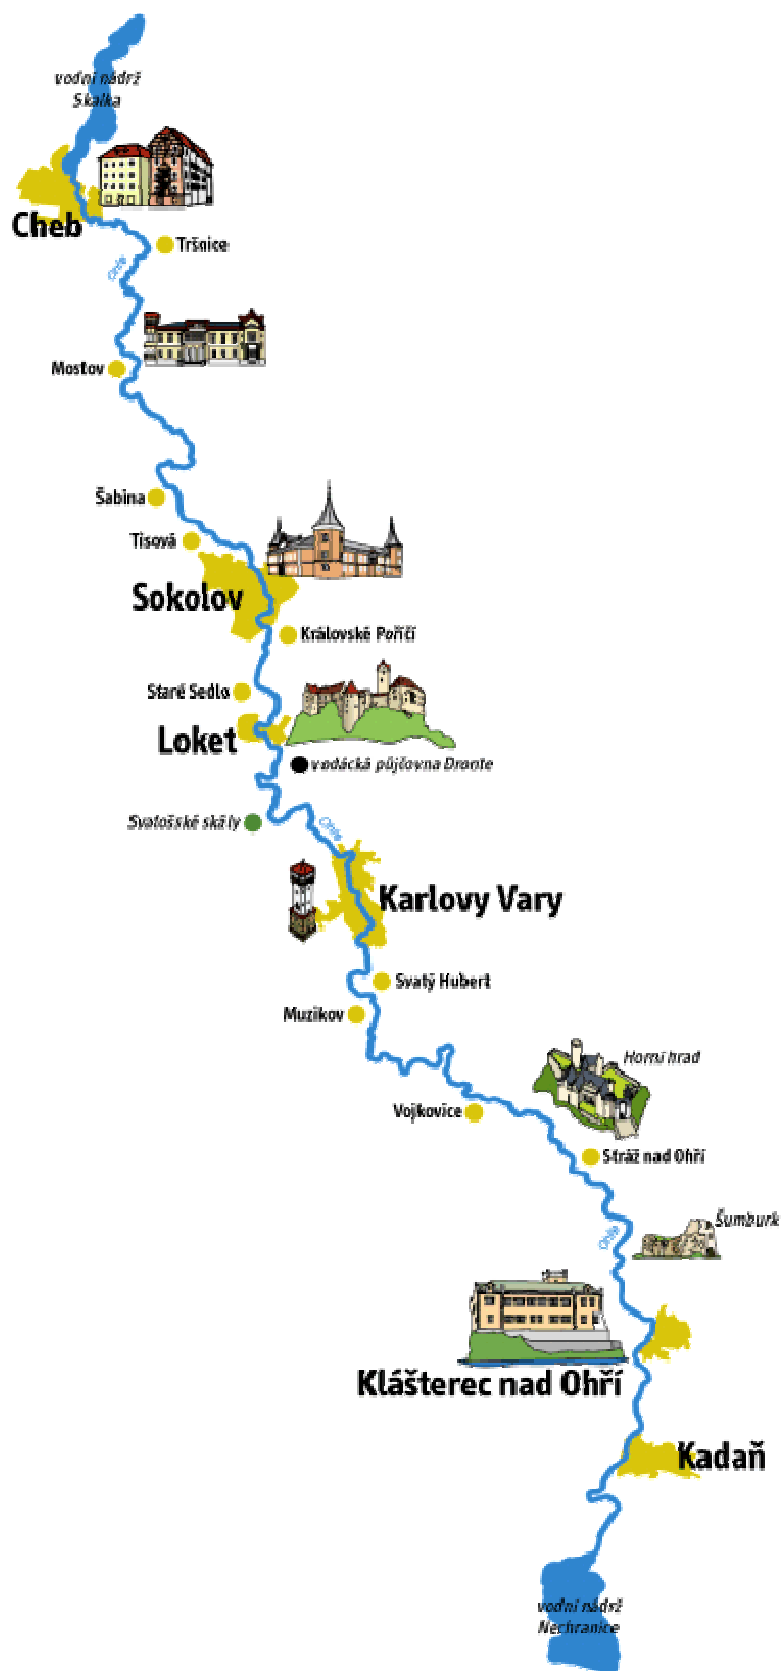 vodní nádrž
Skalka
Cheb
Tršnice
Ohře
Mostov
Šabina
Tisová
Sokolov
Královské Poříčí
Staré Sedlo
Loket
vodácká půjčovna Dronte
Svatošské skály
Ohře
Karlovy Vary
Svatý Hubert
Muzikov
Horní hrad
Vojkovice
Stráž nad Ohří
Šumburk
Ohře
Klášterec nad Ohří
Kadaň
vodní nádrž
Nechranice